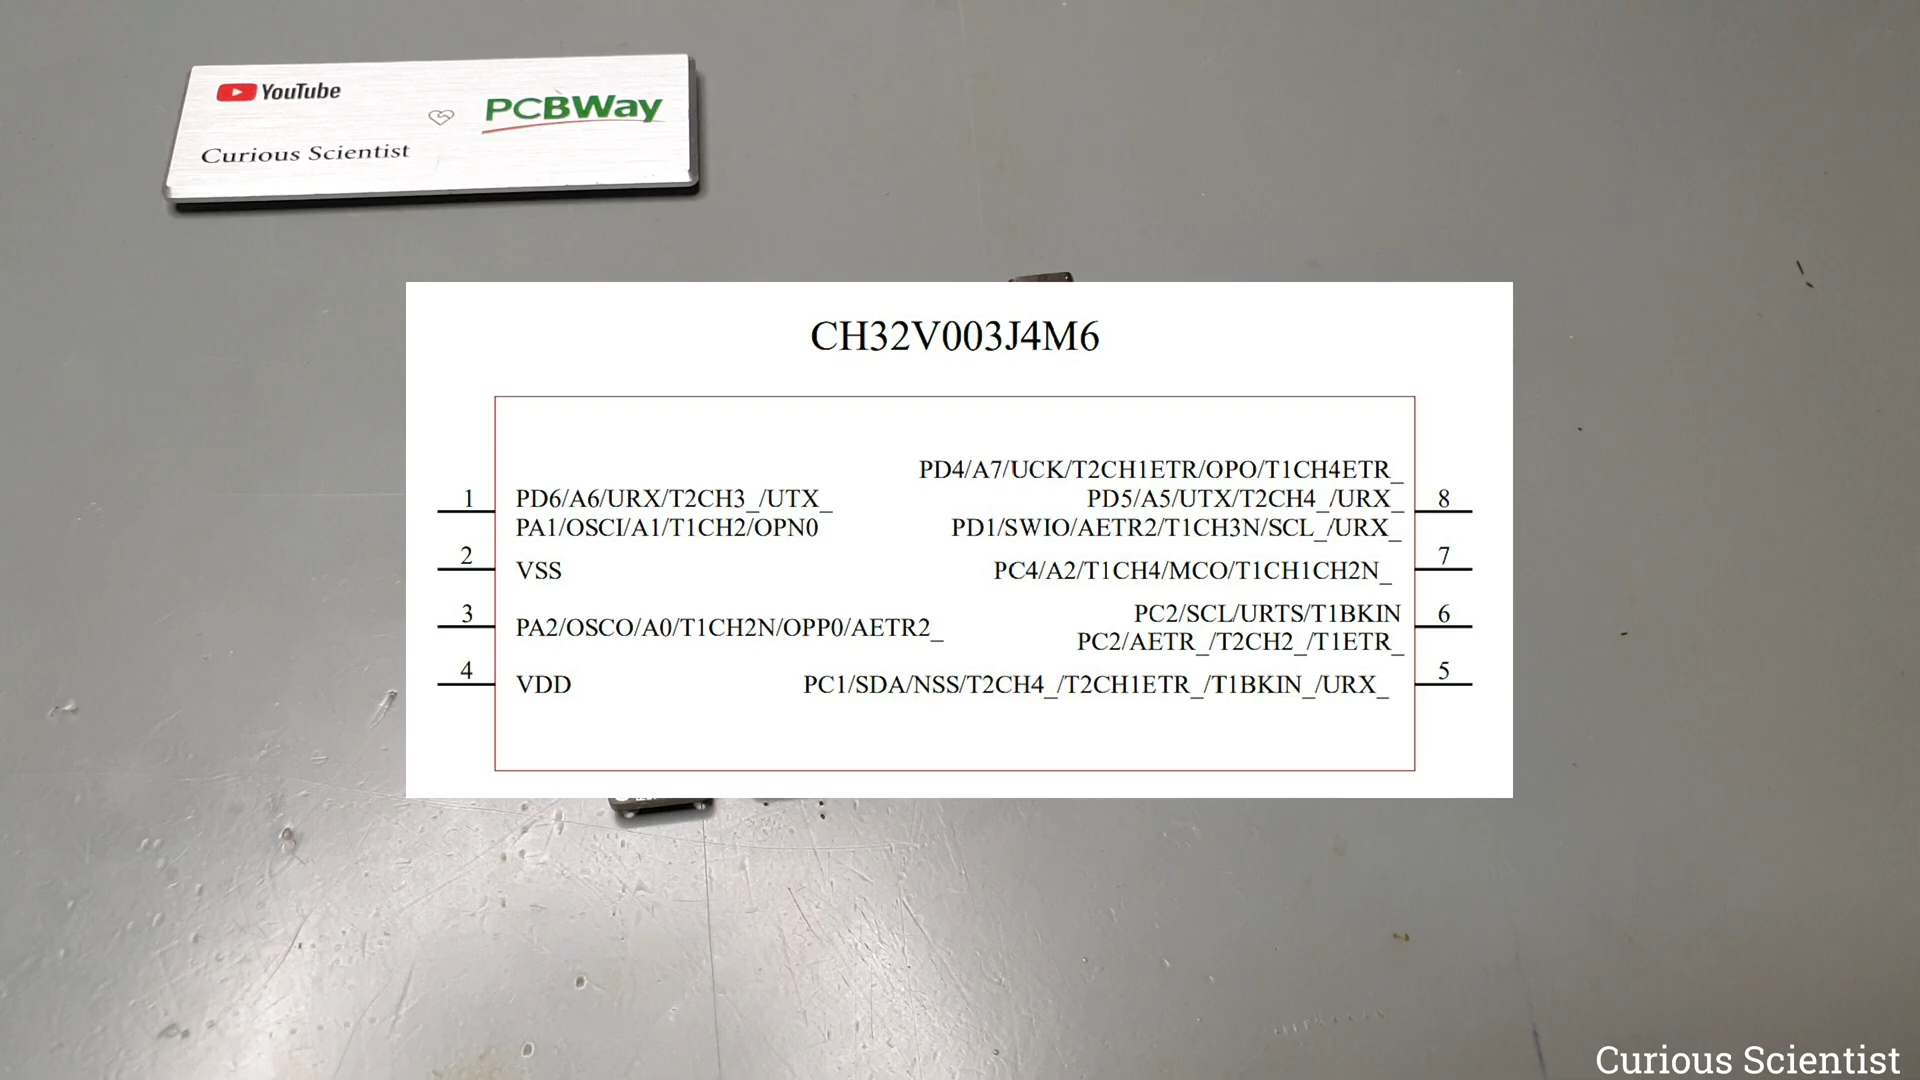 YouTube
PCBWay
Curious Scientist
CH32V003J4M6
PD4/A7/UCK/T2CH1ETR/OPO/T1CH4ETR_
1 PD6/A6/URX/T2CH3_/UTX_
PD5/A5/UTX/T2CH4_/URX_ 8
PA1/OSCI/A1/T1CH2/OPN0
PD1/SWIO/AETR2/T1CH3N/SCL_/URX_
2 VSS
PC4/A2/T1CH4/MCO/T1CH1CH2N_ 7
3 PA2/OSCO/A0/T1CH2N/OPP0/AETR2_
PC2/SCL/URTS/T1BKIN 6
PC2/AETR_/T2CH2_/T1ETR_
4 VDD
PC1/SDA/NSS/T2CH4_/T2CH1ETR_/T1BKIN_/URX_ 5
Curious Scientist